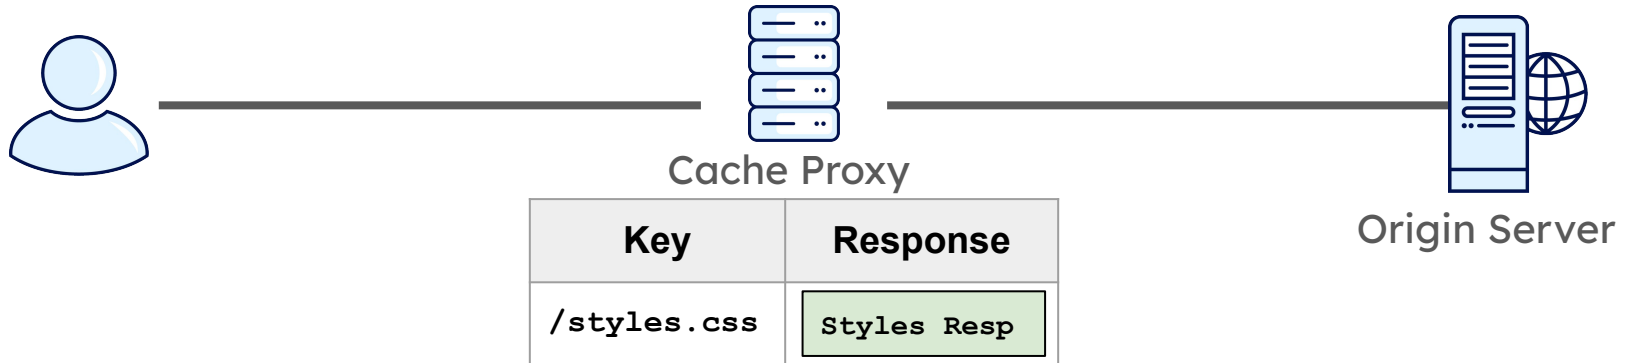 Cache Proxy
Origin Server
Key Response
/styles.css Styles Resp